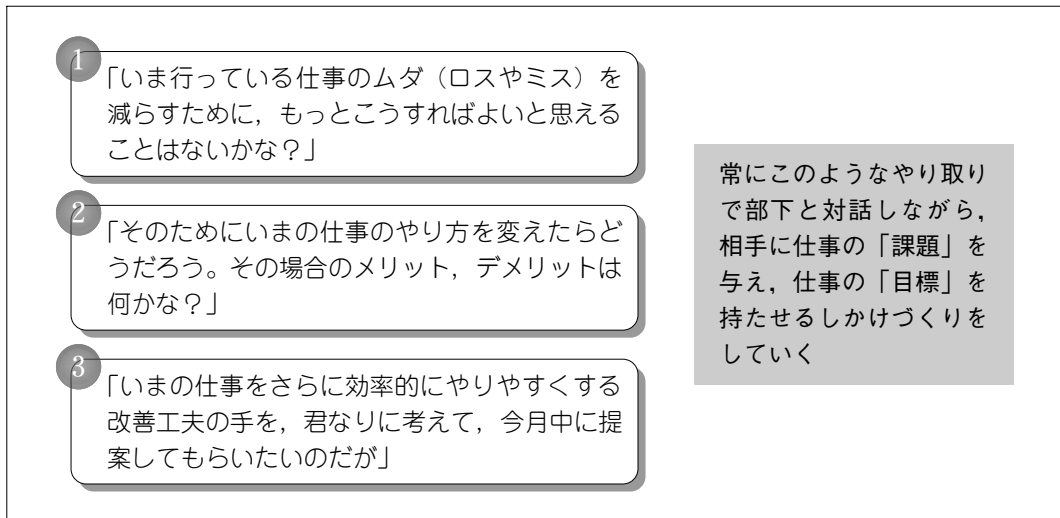 1
「いま行っている仕事のムダ（ロスやミス）を
減らすために，もっとこうすればよいと思える
ことはないかな？」
2
「そのためにいまの仕事のやり方を変えたらど
うだろう。その場合のメリット，デメリットは
何かな？」
3
「いまの仕事をさらに効率的にやりやすくする
改善工夫の手を，君なりに考えて，今月中に提
案してもらいたいのだが」
常にこのようなやり取り
で部下と対話しながら，
相手に仕事の「課題」を
与え，仕事の「目標」を
持たせるしかけづくりを
していく